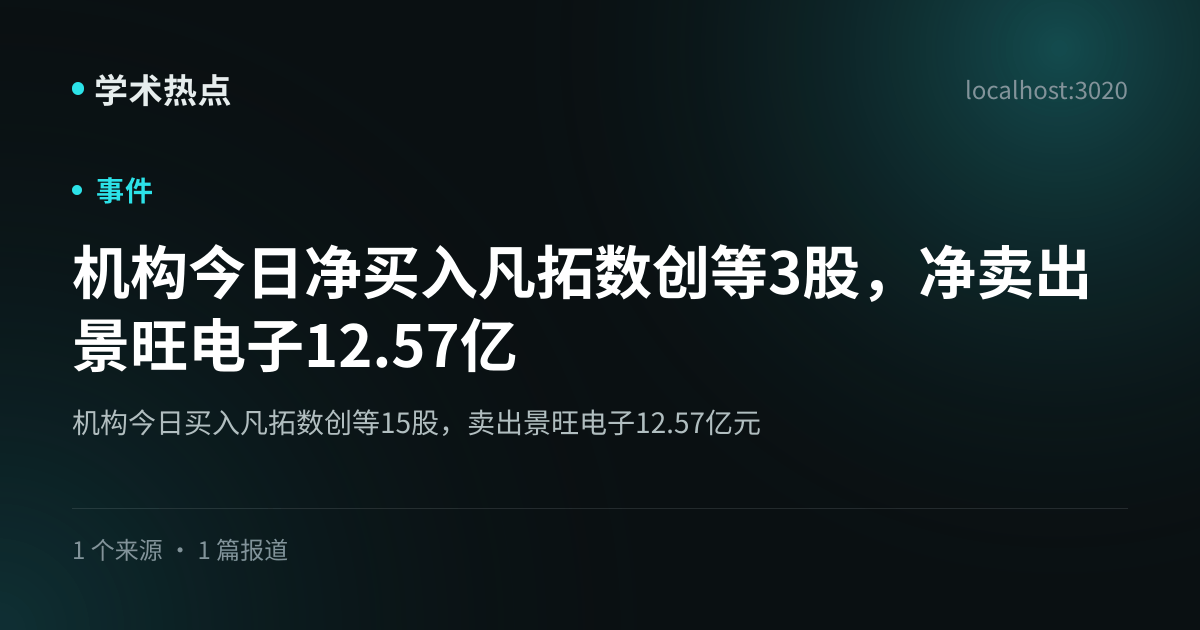 学术热点
localhost:3020
事件
机构今日净买入凡拓数创等3股，净卖出
景旺电子12.57亿
机构今日买入凡拓数创等15股，卖出景旺电子12.57亿元
1 个来源 · 1 篇报道